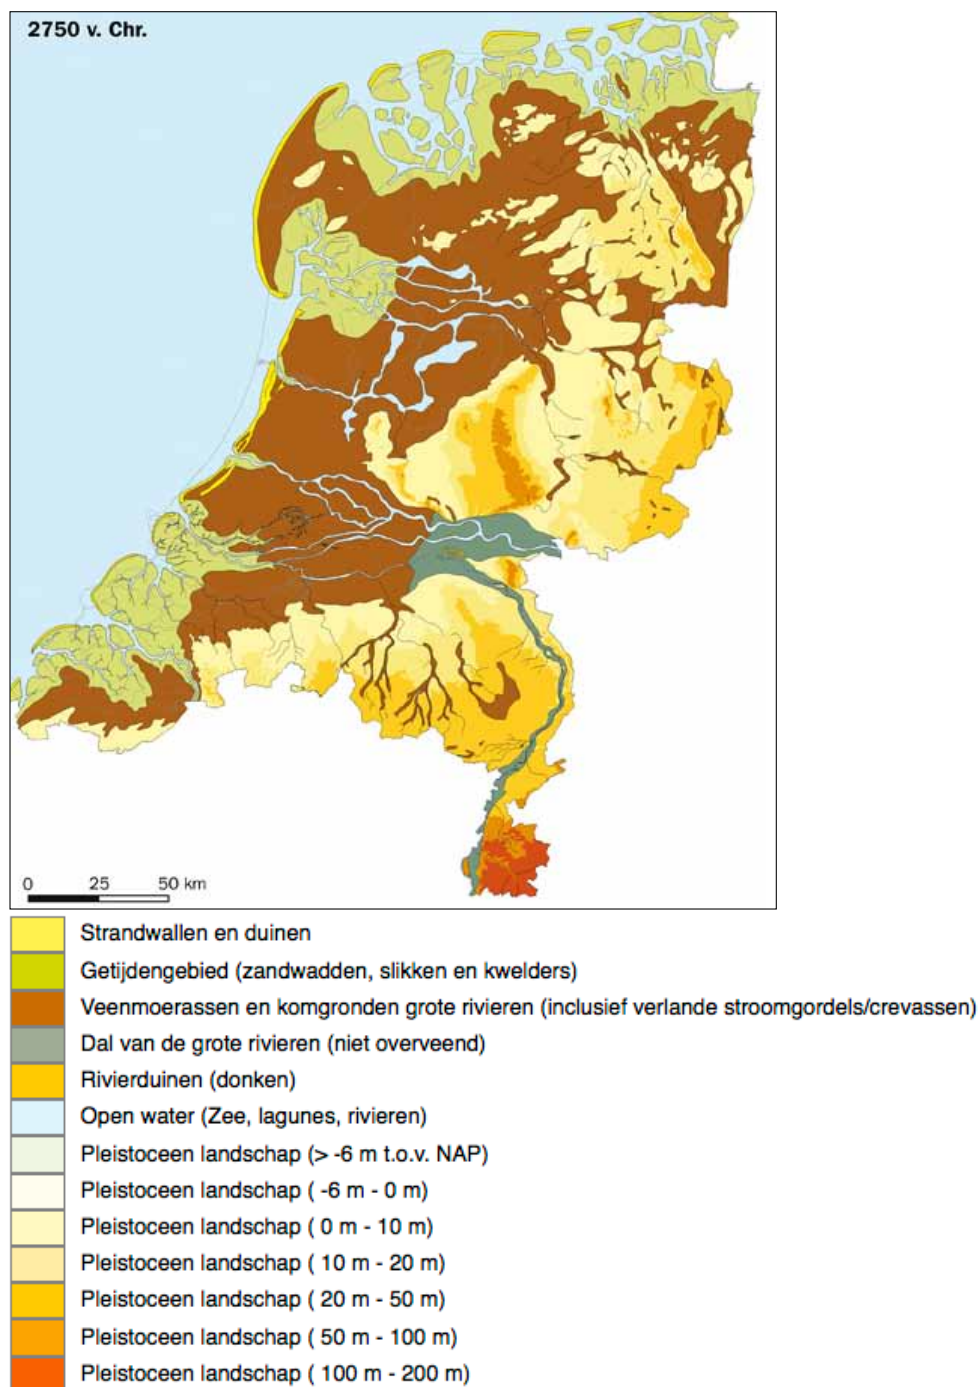 2750 v. Chr.
0 25 50 km
Strandwallen en duinen
Getijdengebied (zandwadden, slikken en kwelders)
Veenmoerassen en komgronden grote rivieren (inclusief verlande stroomgordels/crevassen)
Dal van de grote rivieren (niet overveend)
Rivierduinen (donken)
Open water (Zee, lagunes, rivieren)
Pleistoceen landschap (> -6 m t.o.v. NAP)
Pleistoceen landschap ( -6 m - 0 m)
Pleistoceen landschap ( 0 m - 10 m)
Pleistoceen landschap ( 10 m - 20 m)
Pleistoceen landschap ( 20 m - 50 m)
Pleistoceen landschap ( 50 m - 100 m)
Pleistoceen landschap ( 100 m - 200 m)